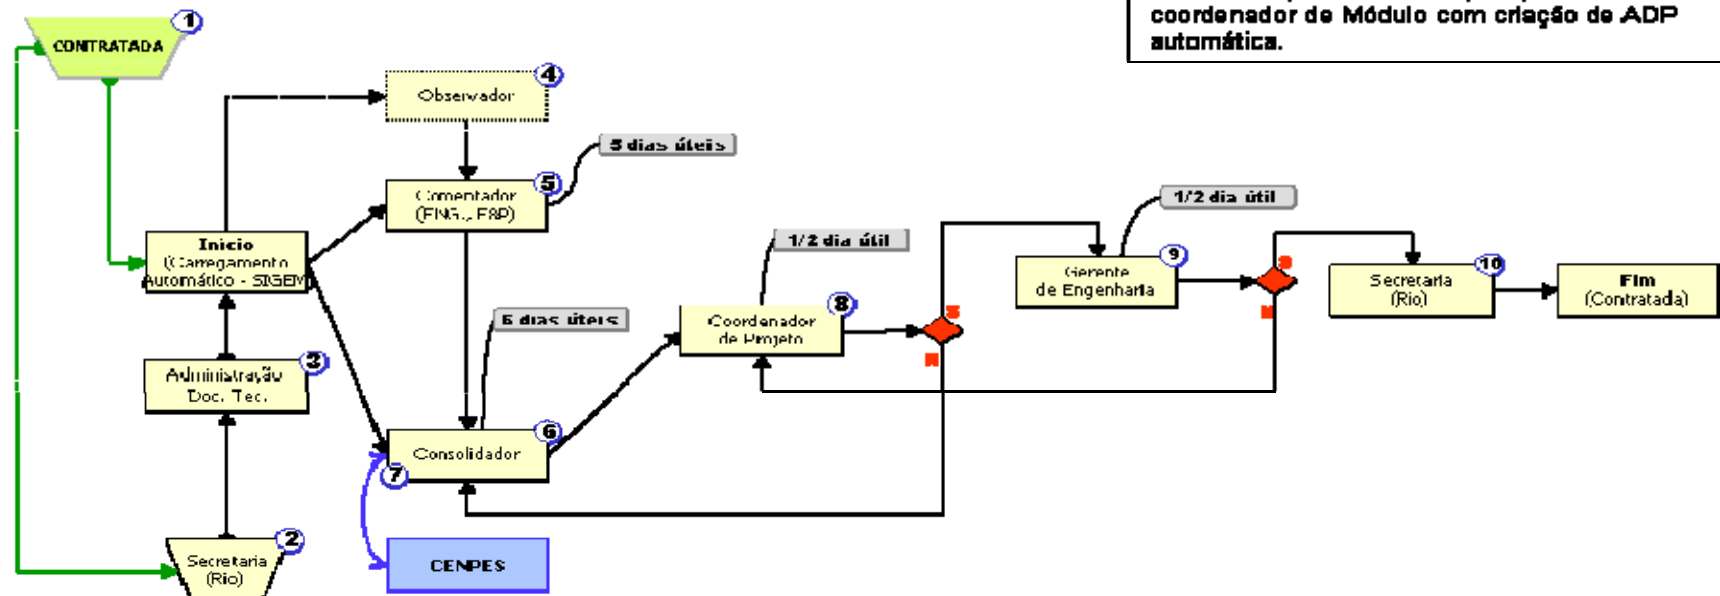 coordenador de Módulo com criação de ADP
automática.
1
CONTRATADA
4
Observador
5 dias úteis
5
Comentador
(ENG., ESP)
1/2 dia útil
Inicio
(Carregamento
Automático - SIGEM)
1/2 dia útil
9
Gerente
de Engenharia
S
N
10
Secretaria
(Rio)
Fim
(Contratada)
6 dias úteis
8
Coordenador
de Projeto
S
N
3
Administração
Doc. Tec.
6
Consolidador
7
2
Secretaria
(Rio)
CENPES